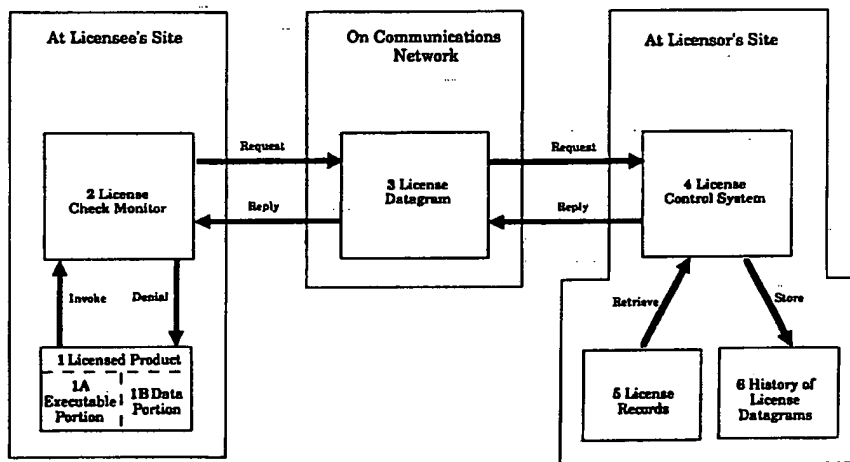 At Licensee's Site
On Communications
Network
At Licensor's Site
Request
Request
2 License
Check Monitor
3 License
Datagram
4 License
Control System
Reply
Reply
Invoke
Denial
Retrieve
Store
1 Licensed Product
1A
Executable
Portion
1B Data
Portion
5 License
Records
6 History of
License
Datagrams